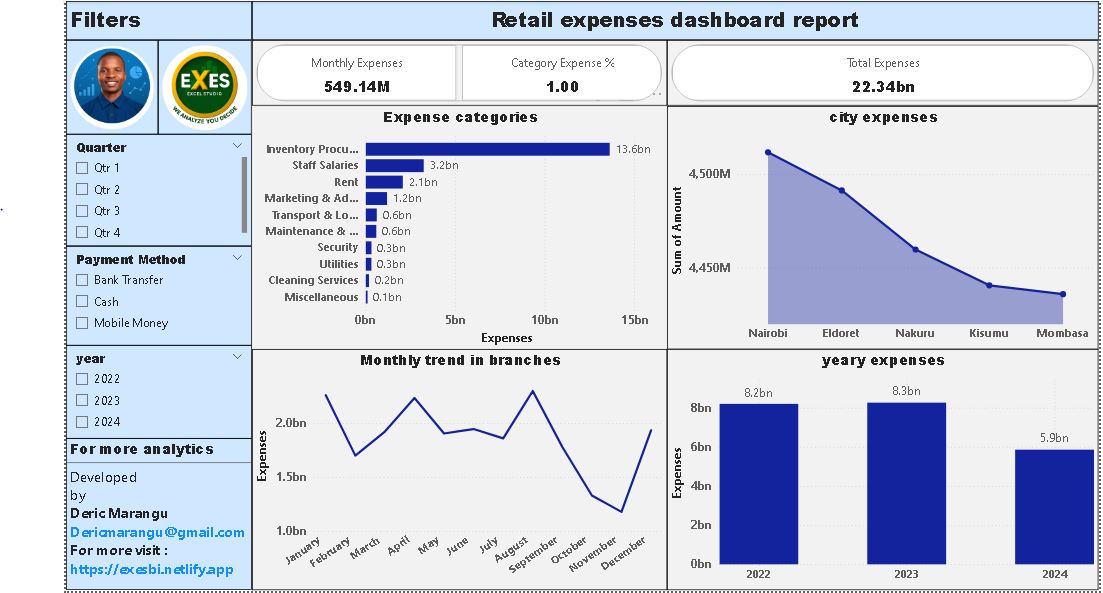 Filters
Retail expenses dashboard report
EXES
EXCEL STUDIO
WE ANALYZE YOU DECIDE
Monthly Expenses
549.14M
Category Expense %
1.00
Total Expenses
22.34bn
Quarter
Qtr 1
Qtr 2
Qtr 3
Qtr 4
Payment Method
Bank Transfer
Cash
Mobile Money
year
2022
2023
2024
For more analytics
Developed
by
Deric Marangu
Dericmarangu@gmail.com
For more visit :
https://exesbi.netlify.app
Expense categories
Inventory Procu... 13.6bn
Staff Salaries 3.2bn
Rent 2.1bn
Marketing & Ad... 1.2bn
Transport & Lo... 0.6bn
Maintenance & ... 0.6bn
Security 0.3bn
Utilities 0.3bn
Cleaning Services 0.2bn
Miscellaneous 0.1bn
0bn 5bn 10bn 15bn
Expenses
city expenses
Sum of Amount
4,500M
4,450M
Nairobi Eldoret Nakuru Kisumu Mombasa
Monthly trend in branches
Expenses
2.0bn
1.5bn
1.0bn
January February March April May June July August September October November December
yeary expenses
Expenses
8.2bn 8.3bn 5.9bn
8bn
6bn
4bn
2bn
0bn
2022 2023 2024